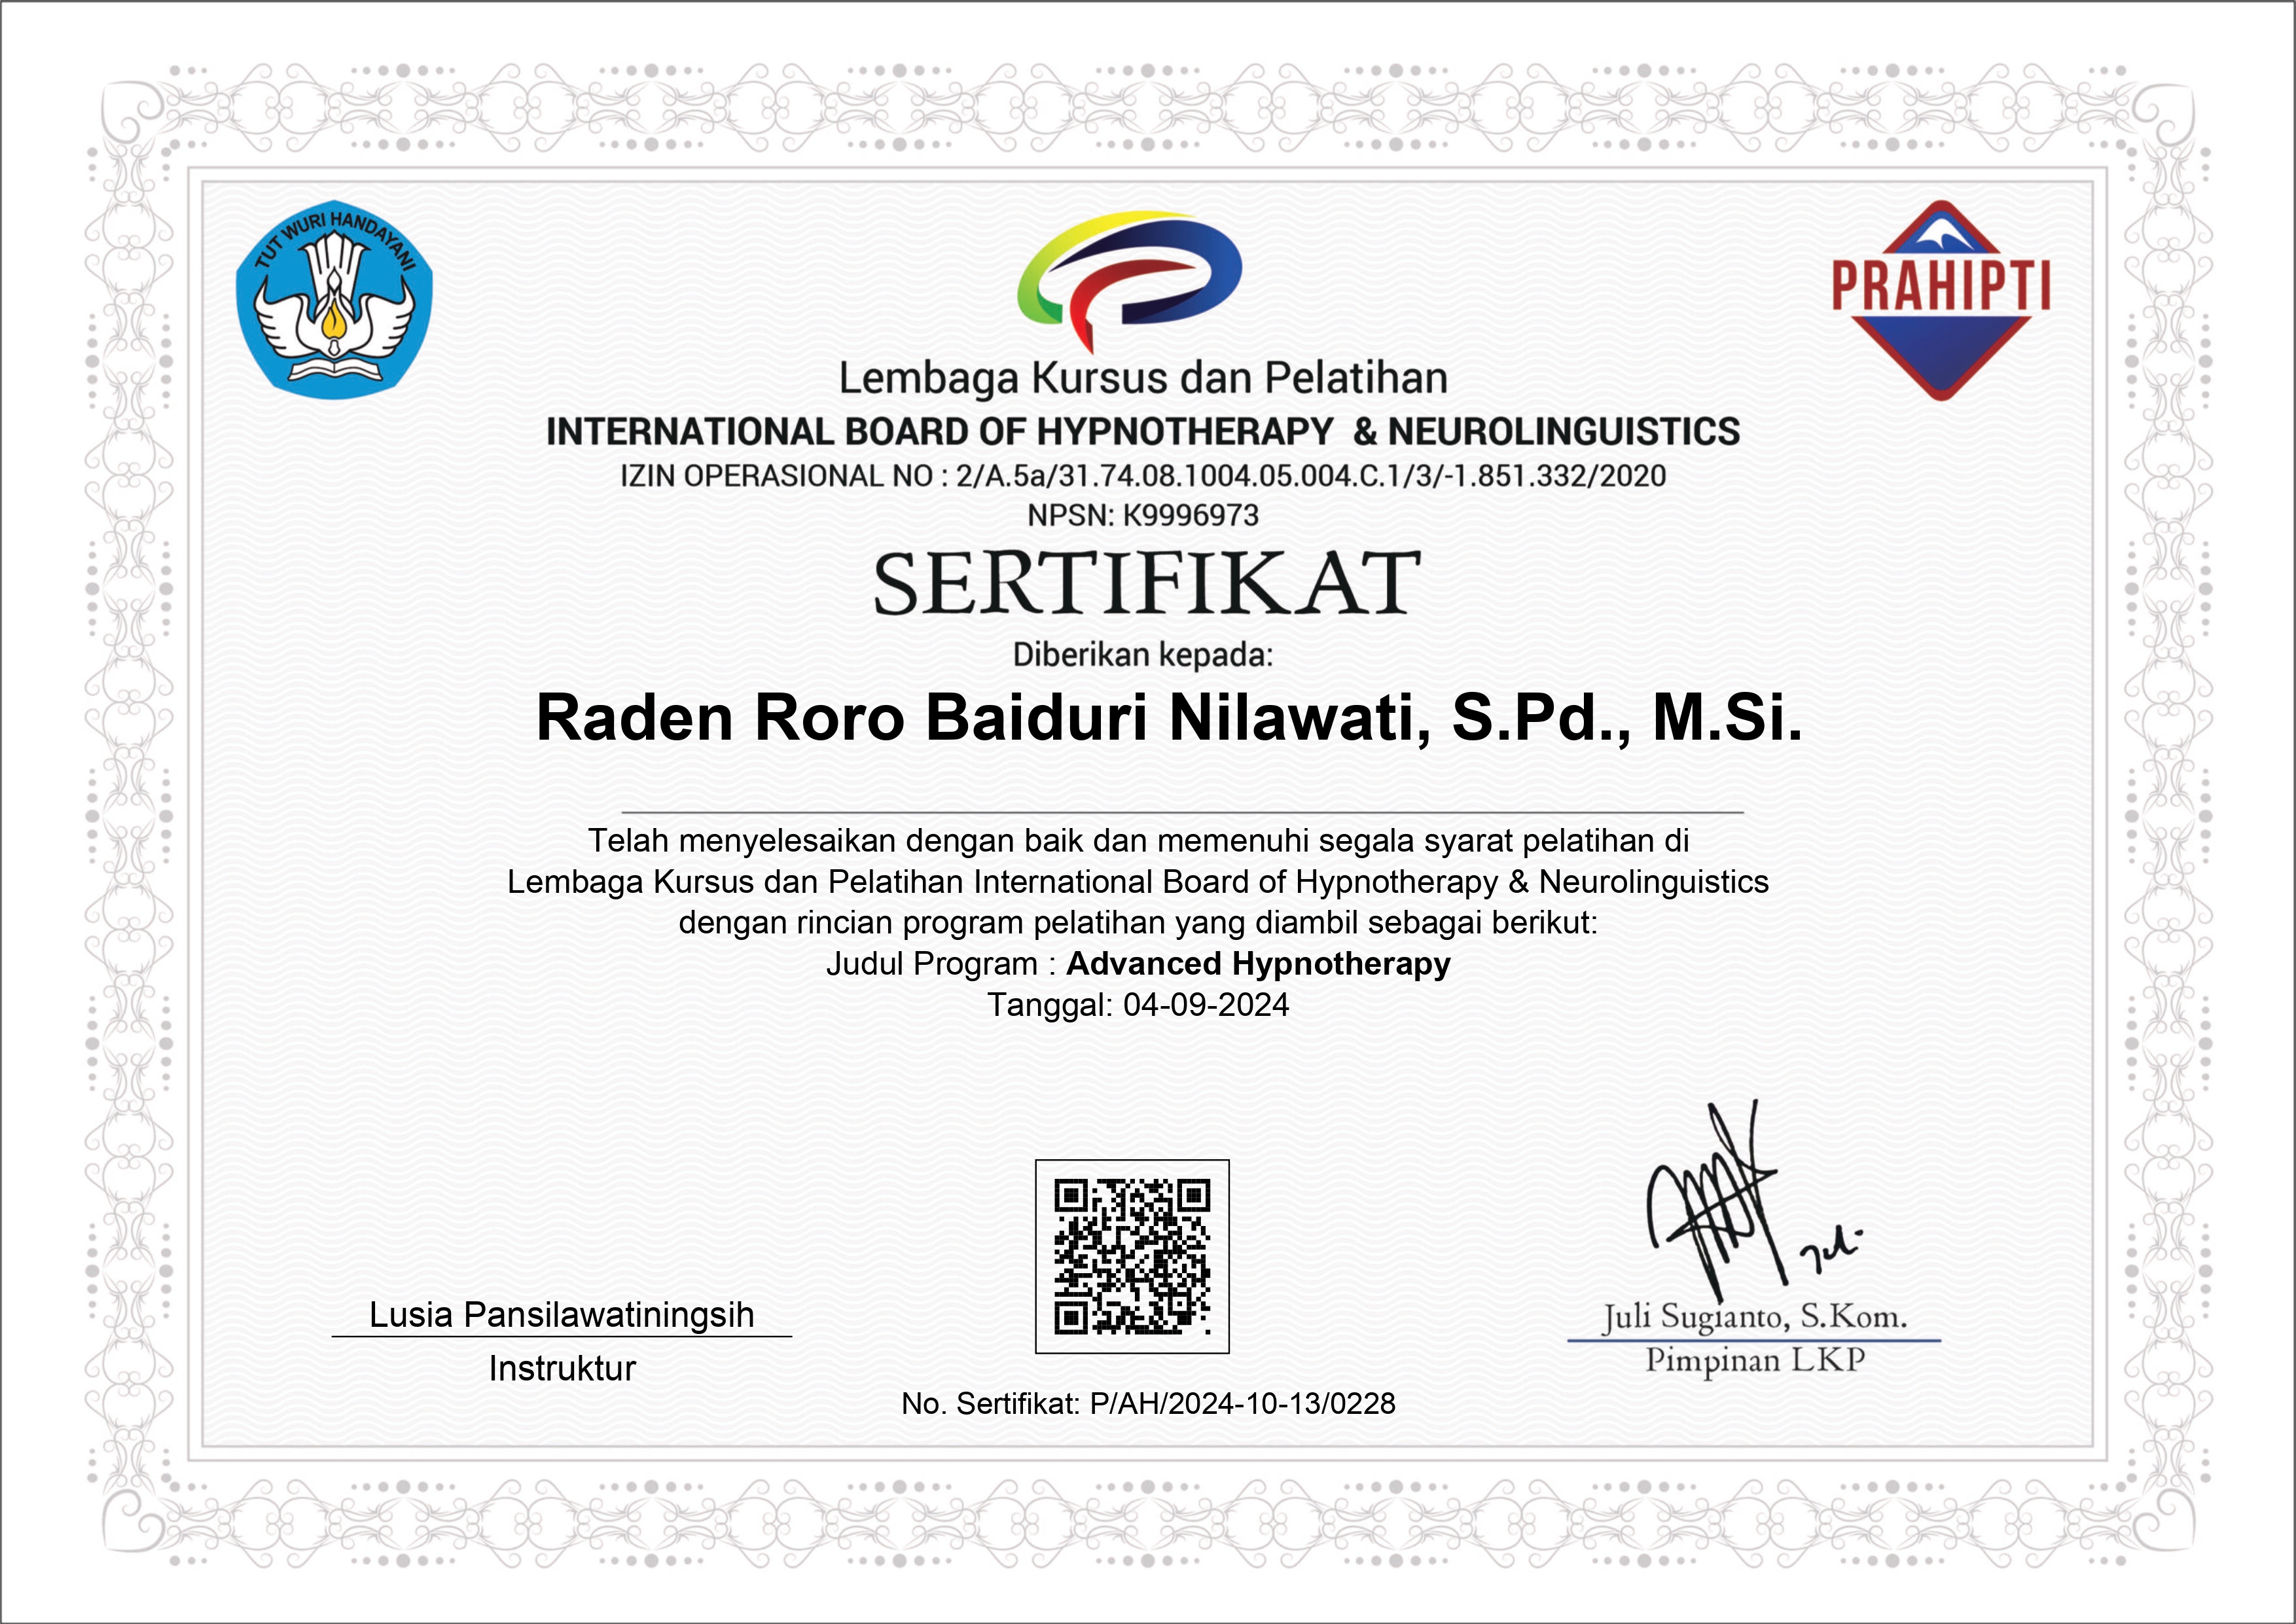 TUT WURI HANDAYANI
PRAHIPTI
Lembaga Kursus dan Pelatihan
INTERNATIONAL BOARD OF HYPNOTHERAPY & NEUROLINGUISTICS
IZIN OPERASIONAL NO : 2/A.5a/31.74.08.1004.05.004.C.1/3/-1.851.332/2020
NPSN: K9996973
SERTIFIKAT
Diberikan kepada:
Raden Roro Baiduri Nilawati, S.Pd., M.Si.
Telah menyelesaikan dengan baik dan memenuhi segala syarat pelatihan di
Lembaga Kursus dan Pelatihan International Board of Hypnotherapy & Neurolinguistics
dengan rincian program pelatihan yang diambil sebagai berikut:
Judul Program : Advanced Hypnotherapy
Tanggal: 04-09-2024
Lusia Pansilawatiningsih
Instruktur
Juli Sugianto, S.Kom.
Pimpinan LKP
No. Sertifikat: P/AH/2024-10-13/0228